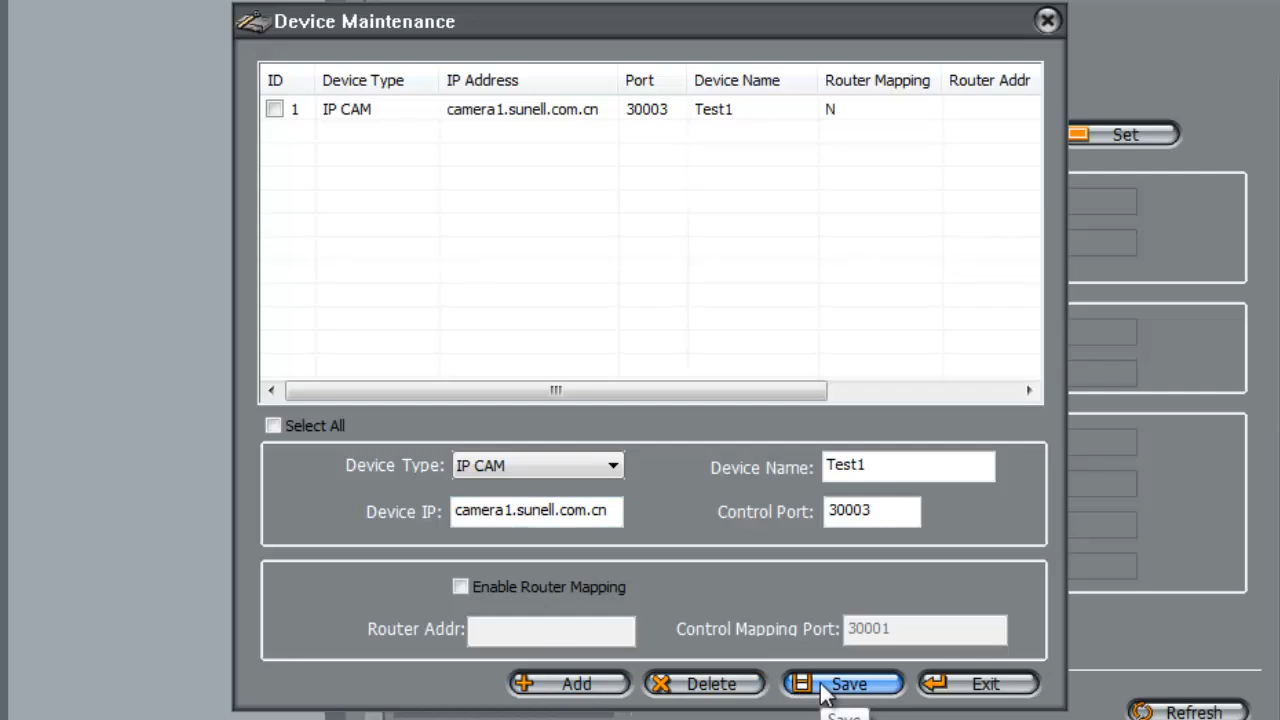 Device Maintenance
ID Device Type IP Address Port Device Name Router Mapping Router Addr
1 IP CAM camera1.sunell.com.cn 30003 Test1 N
Set
Select All
Device Type: IP CAM Device Name: Test1
Device IP: camera1.sunell.com.cn Control Port: 30003
Enable Router Mapping
Router Addr: Control Mapping Port: 30001
Add Delete Save Exit
Save
Refresh